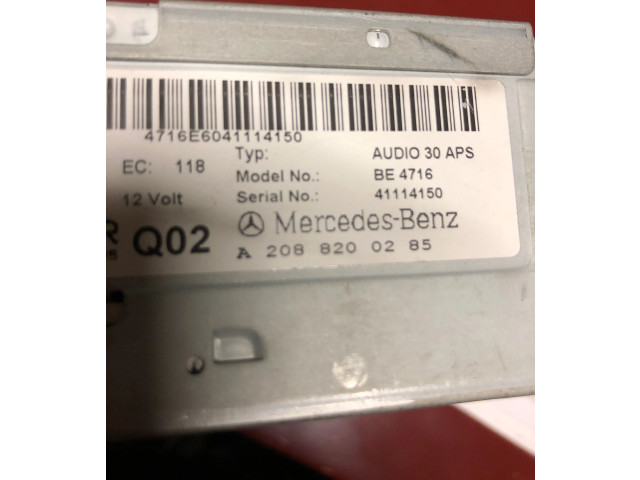 4716E6041114150
Typ: AUDIO 30 APS
EC: 118 Model No.: BE 4716
12 Volt Serial No.: 41114150
Q02 Mercedes-Benz
A 208 820 02 85